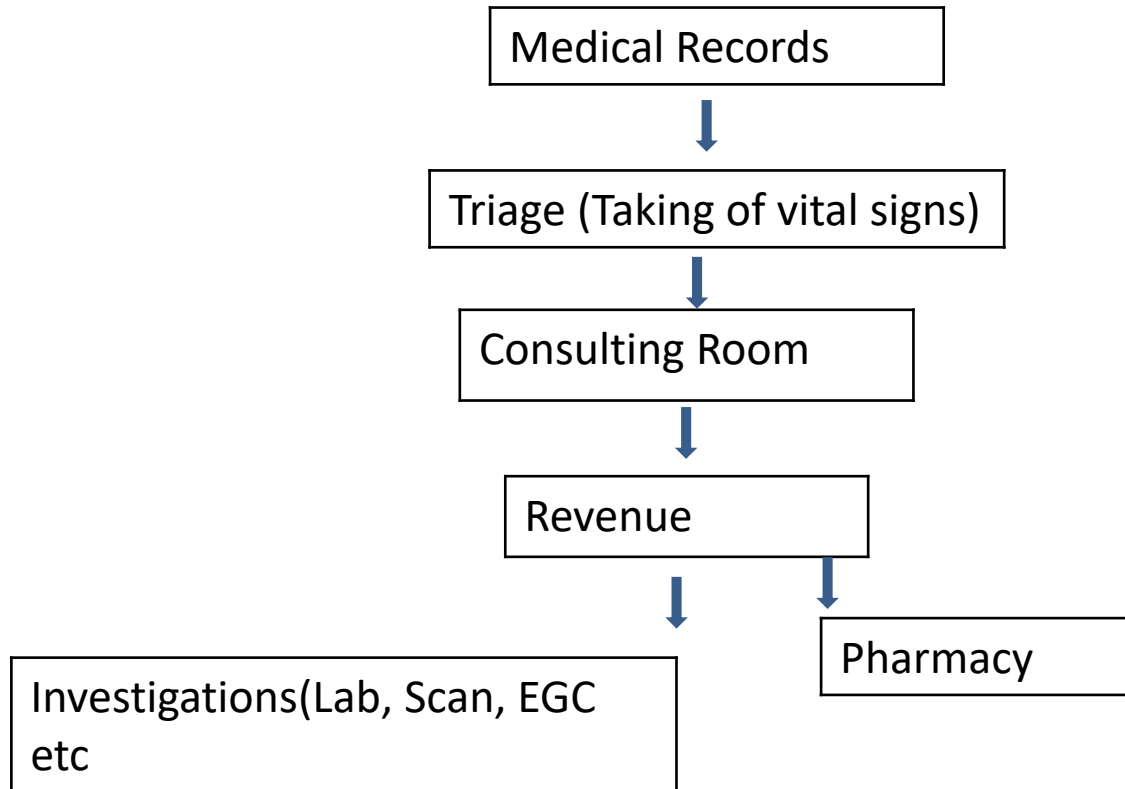 Medical Records
Triage (Taking of vital signs)
Consulting Room
Revenue
Pharmacy
Investigations(Lab, Scan, EGC
etc